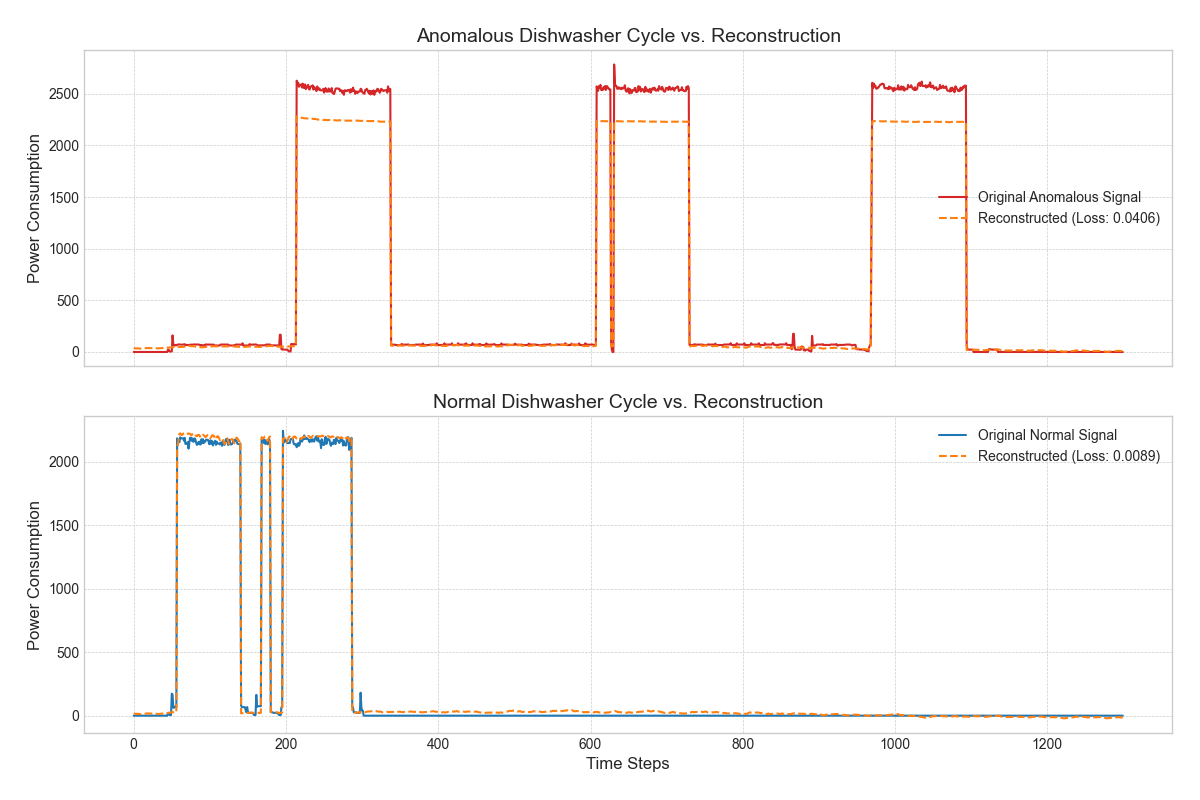 Anomalous Dishwasher Cycle vs. Reconstruction
Power Consumption
2500
2000
1500
1000
500
0
Original Anomalous Signal
Reconstructed (Loss: 0.0406)
Normal Dishwasher Cycle vs. Reconstruction
Power Consumption
2000
1500
1000
500
0
Original Normal Signal
Reconstructed (Loss: 0.0089)
0 200 400 600 800 1000 1200
Time Steps